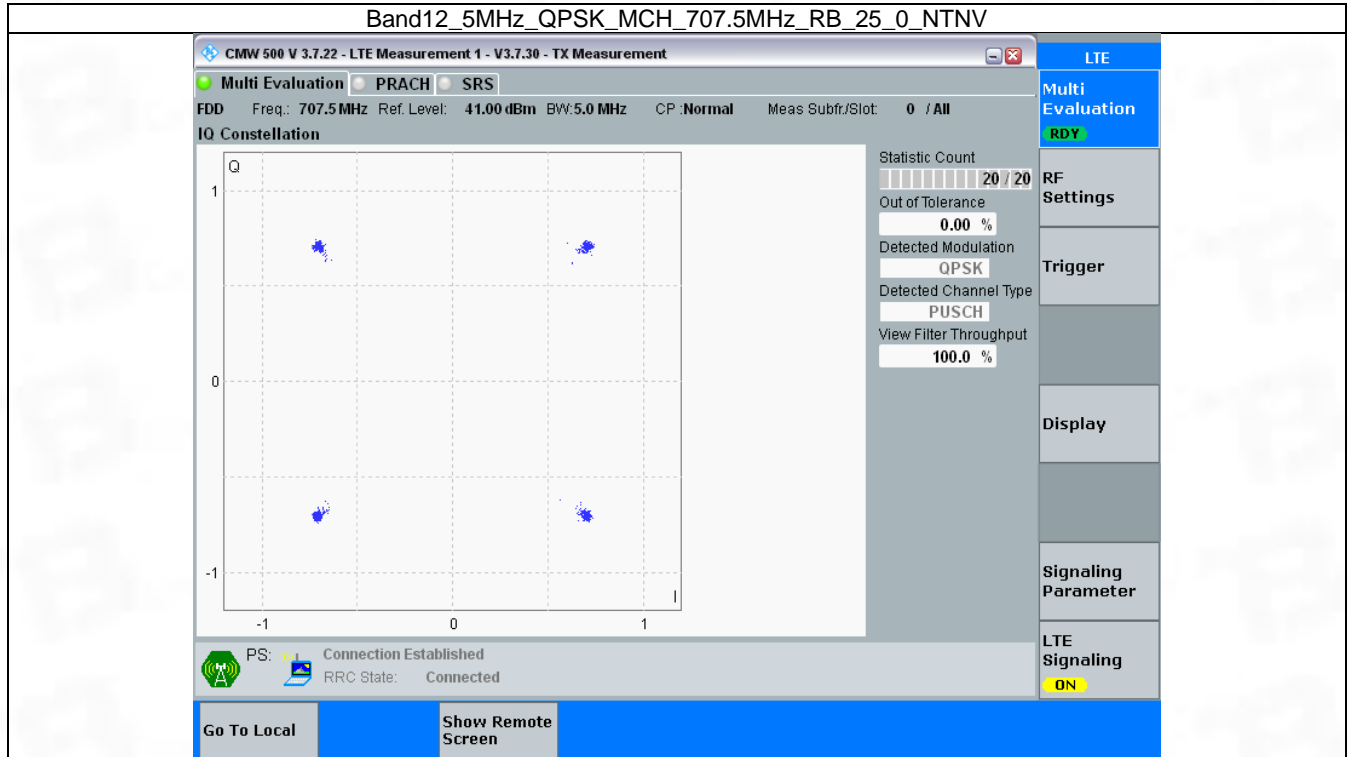 Band12_5MHz_QPSK_MCH_707.5MHz_RB_25_0_NTNV
CMW 500 V 3.7.22 - LTE Measurement 1 - V3.7.30 - TX Measurement
LTE
Multi Evaluation PRACH SRS
Multi
Evaluation
RDY
FDD Freq.: 707.5 MHz Ref. Level: 41.00 dBm BW:5.0 MHz CP :Normal Meas Subfr./Slot: 0 / All
IQ Constellation
Q
1
0
-1
I
-1 0 1
Statistic Count
20 / 20
Out of Tolerance
0.00 %
Detected Modulation
QPSK
Detected Channel Type
PUSCH
View Filter Throughput
100.0 %
RF
Settings
Trigger
Display
Signaling
Parameter
LTE
Signaling
ON
PS: Connection Established
RRC State: Connected
Go To Local
Show Remote
Screen